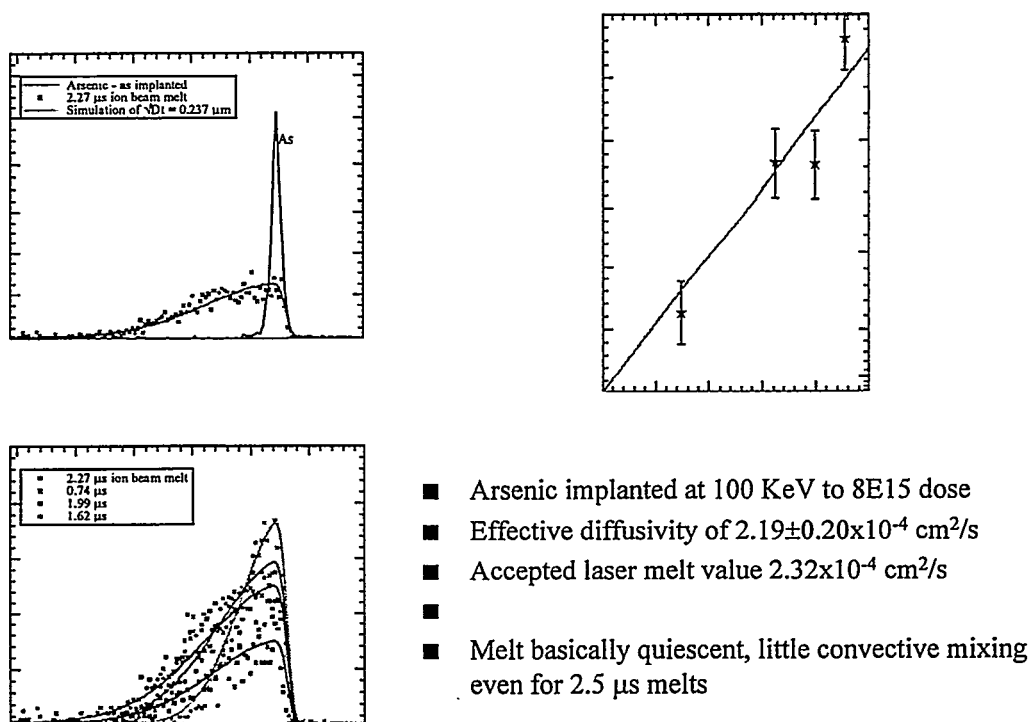 Arsenic - as implanted
2.27 µs ion beam melt
Simulation of √Dt = 0.237 µm
As
2.27 µs ion beam melt
0.74 µs
1.99 µs
1.62 µs
■ Arsenic implanted at 100 KeV to 8E15 dose
■ Effective diffusivity of 2.19±0.20x10⁻⁴ cm²/s
■ Accepted laser melt value 2.32x10⁻⁴ cm²/s
■
■ Melt basically quiescent, little convective mixing
even for 2.5 µs melts